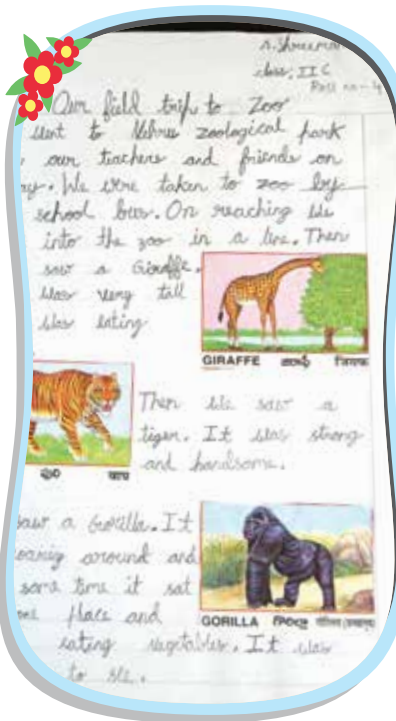 S. Shreeman
class: II C
Roll no - 4
Our field trip to Zoo
went to Nehru zoological park
our teachers and friends on
ay. We were taken to zoo by
school bus. On reaching We
into the zoo in a line. Then
saw a Giraffe.
was very tall
was eating
GIRAFFE
Then We saw a
tiger. It was strong
and handsome.
పులి बाघ
saw a Gorilla. It
around and
some time it sat
place and
GORILLA
eating vegetables. It was
to see.